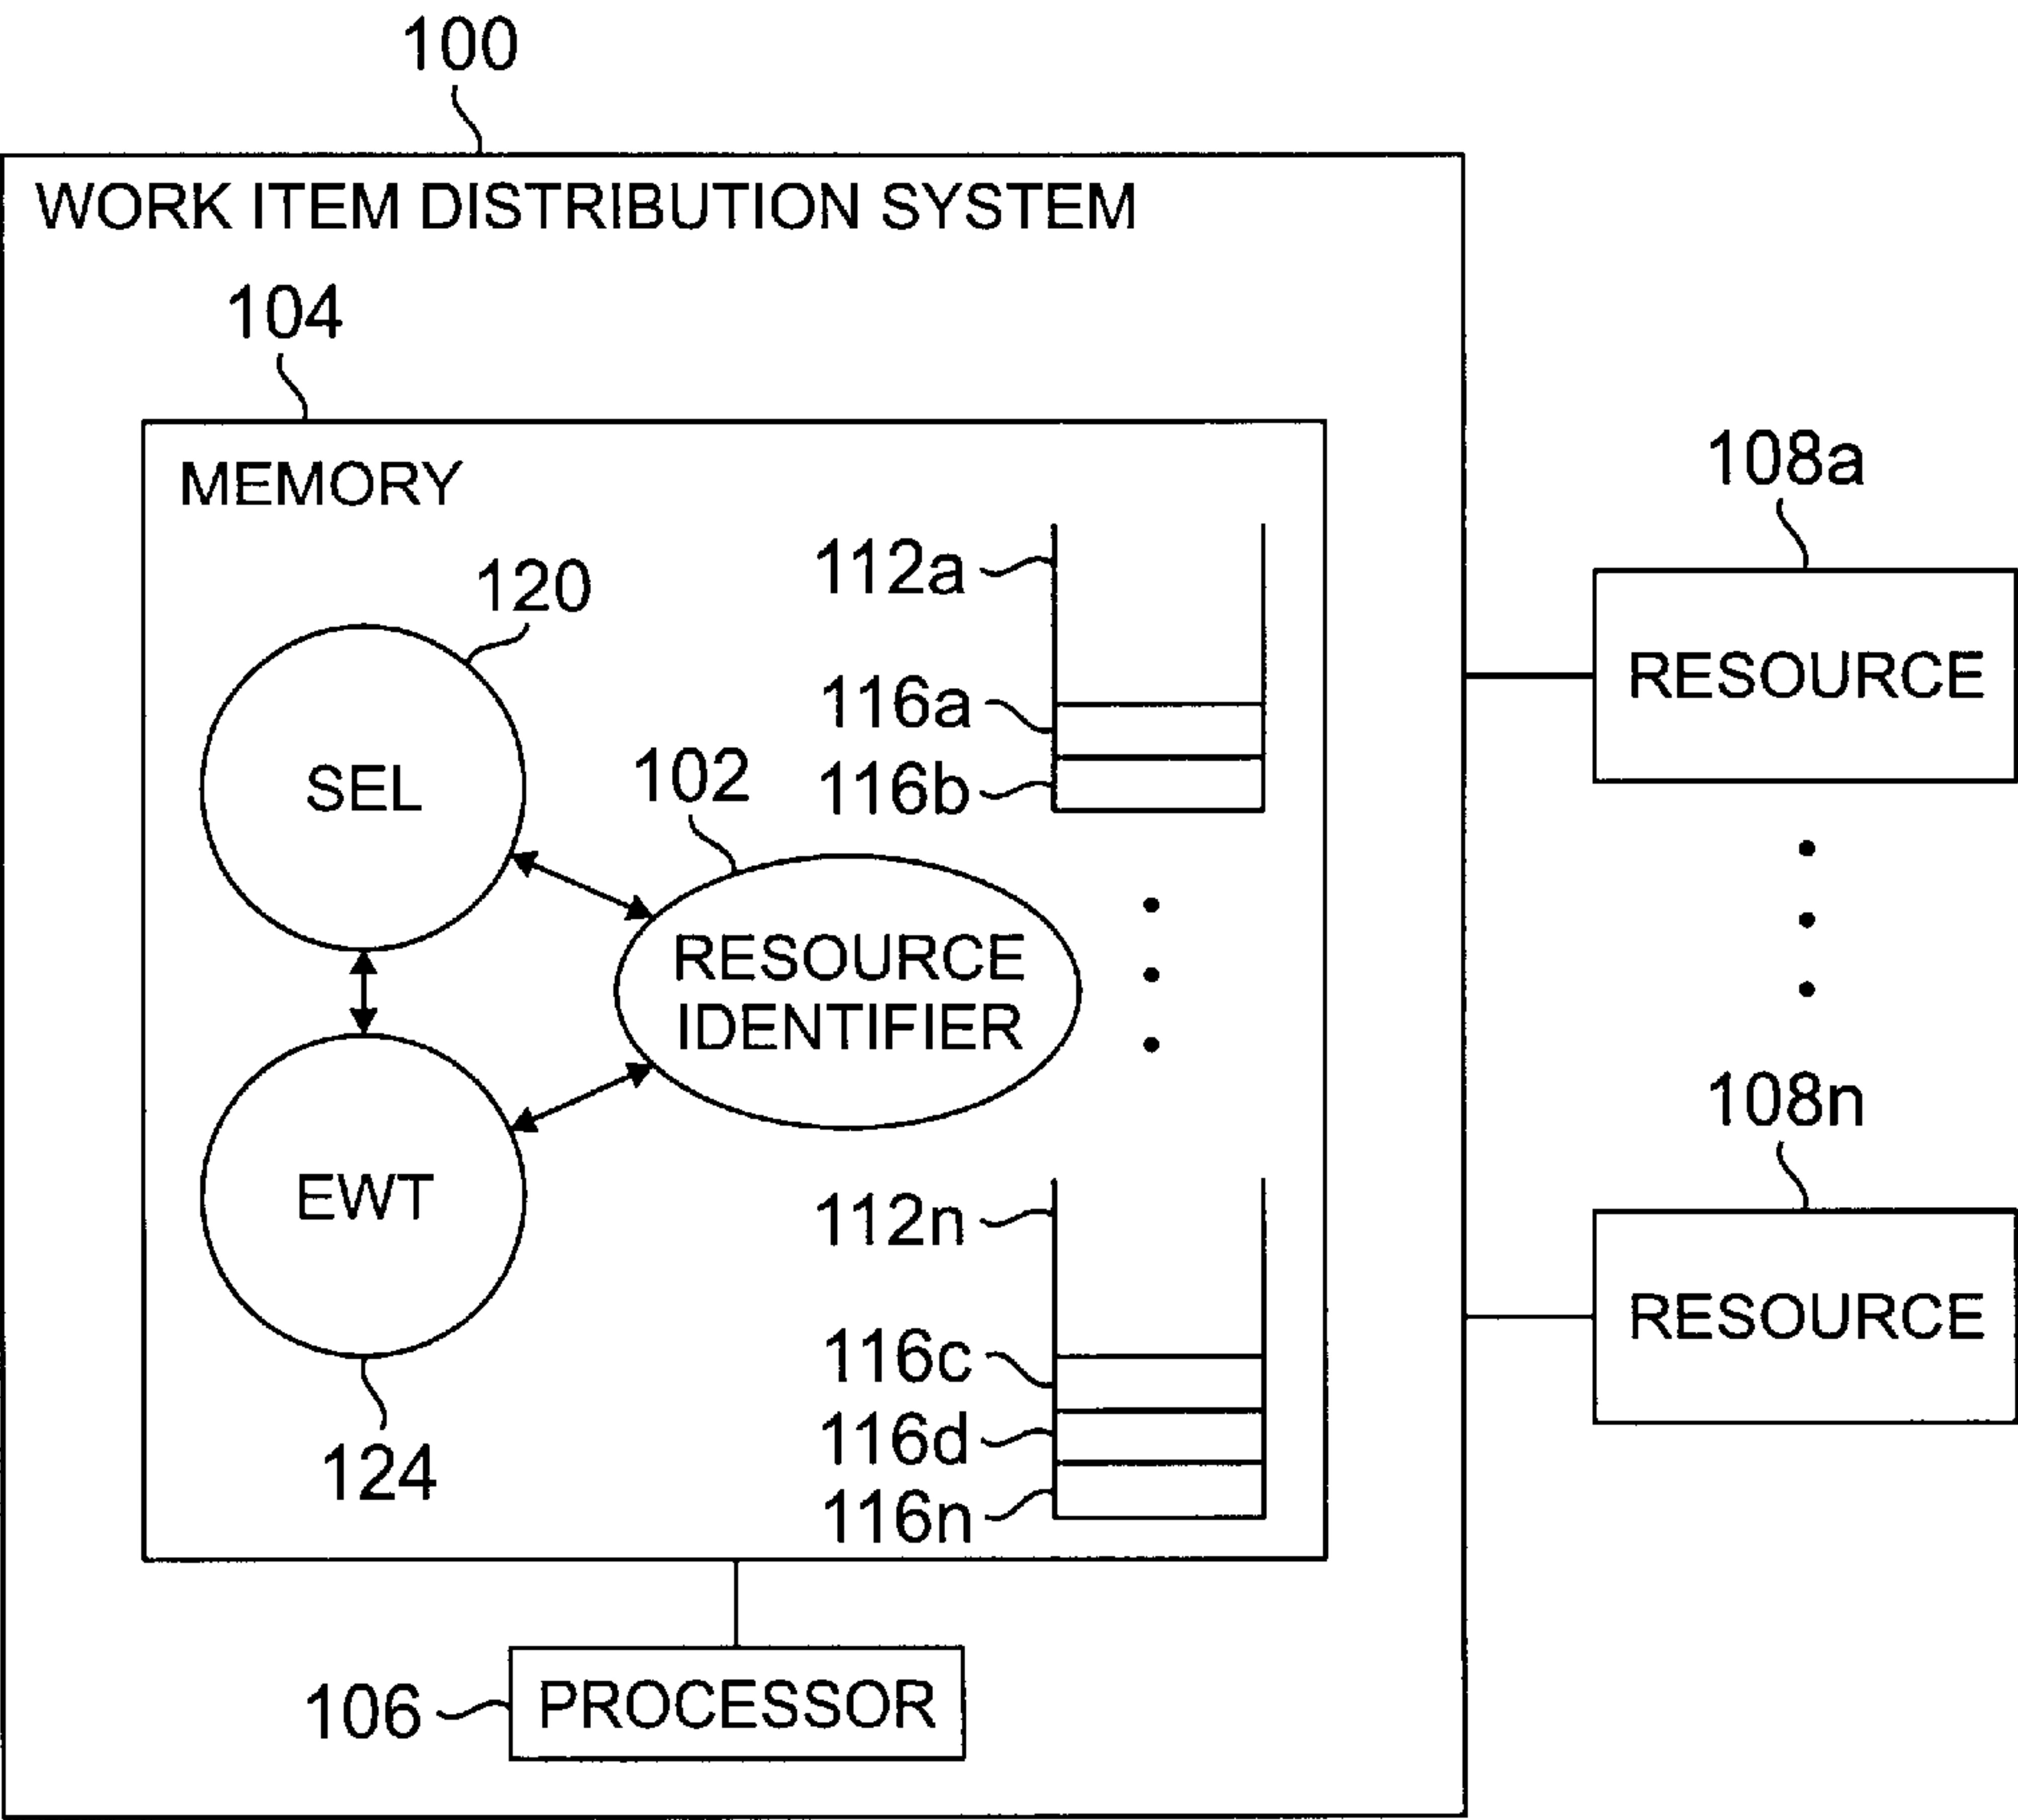 100
WORK ITEM DISTRIBUTION SYSTEM
104
MEMORY
108a
112a
120
RESOURCE
116a
SEL
102
116b
RESOURCE
IDENTIFIER
108n
EWT
112n
RESOURCE
116c
116d
124
116n
106
PROCESSOR